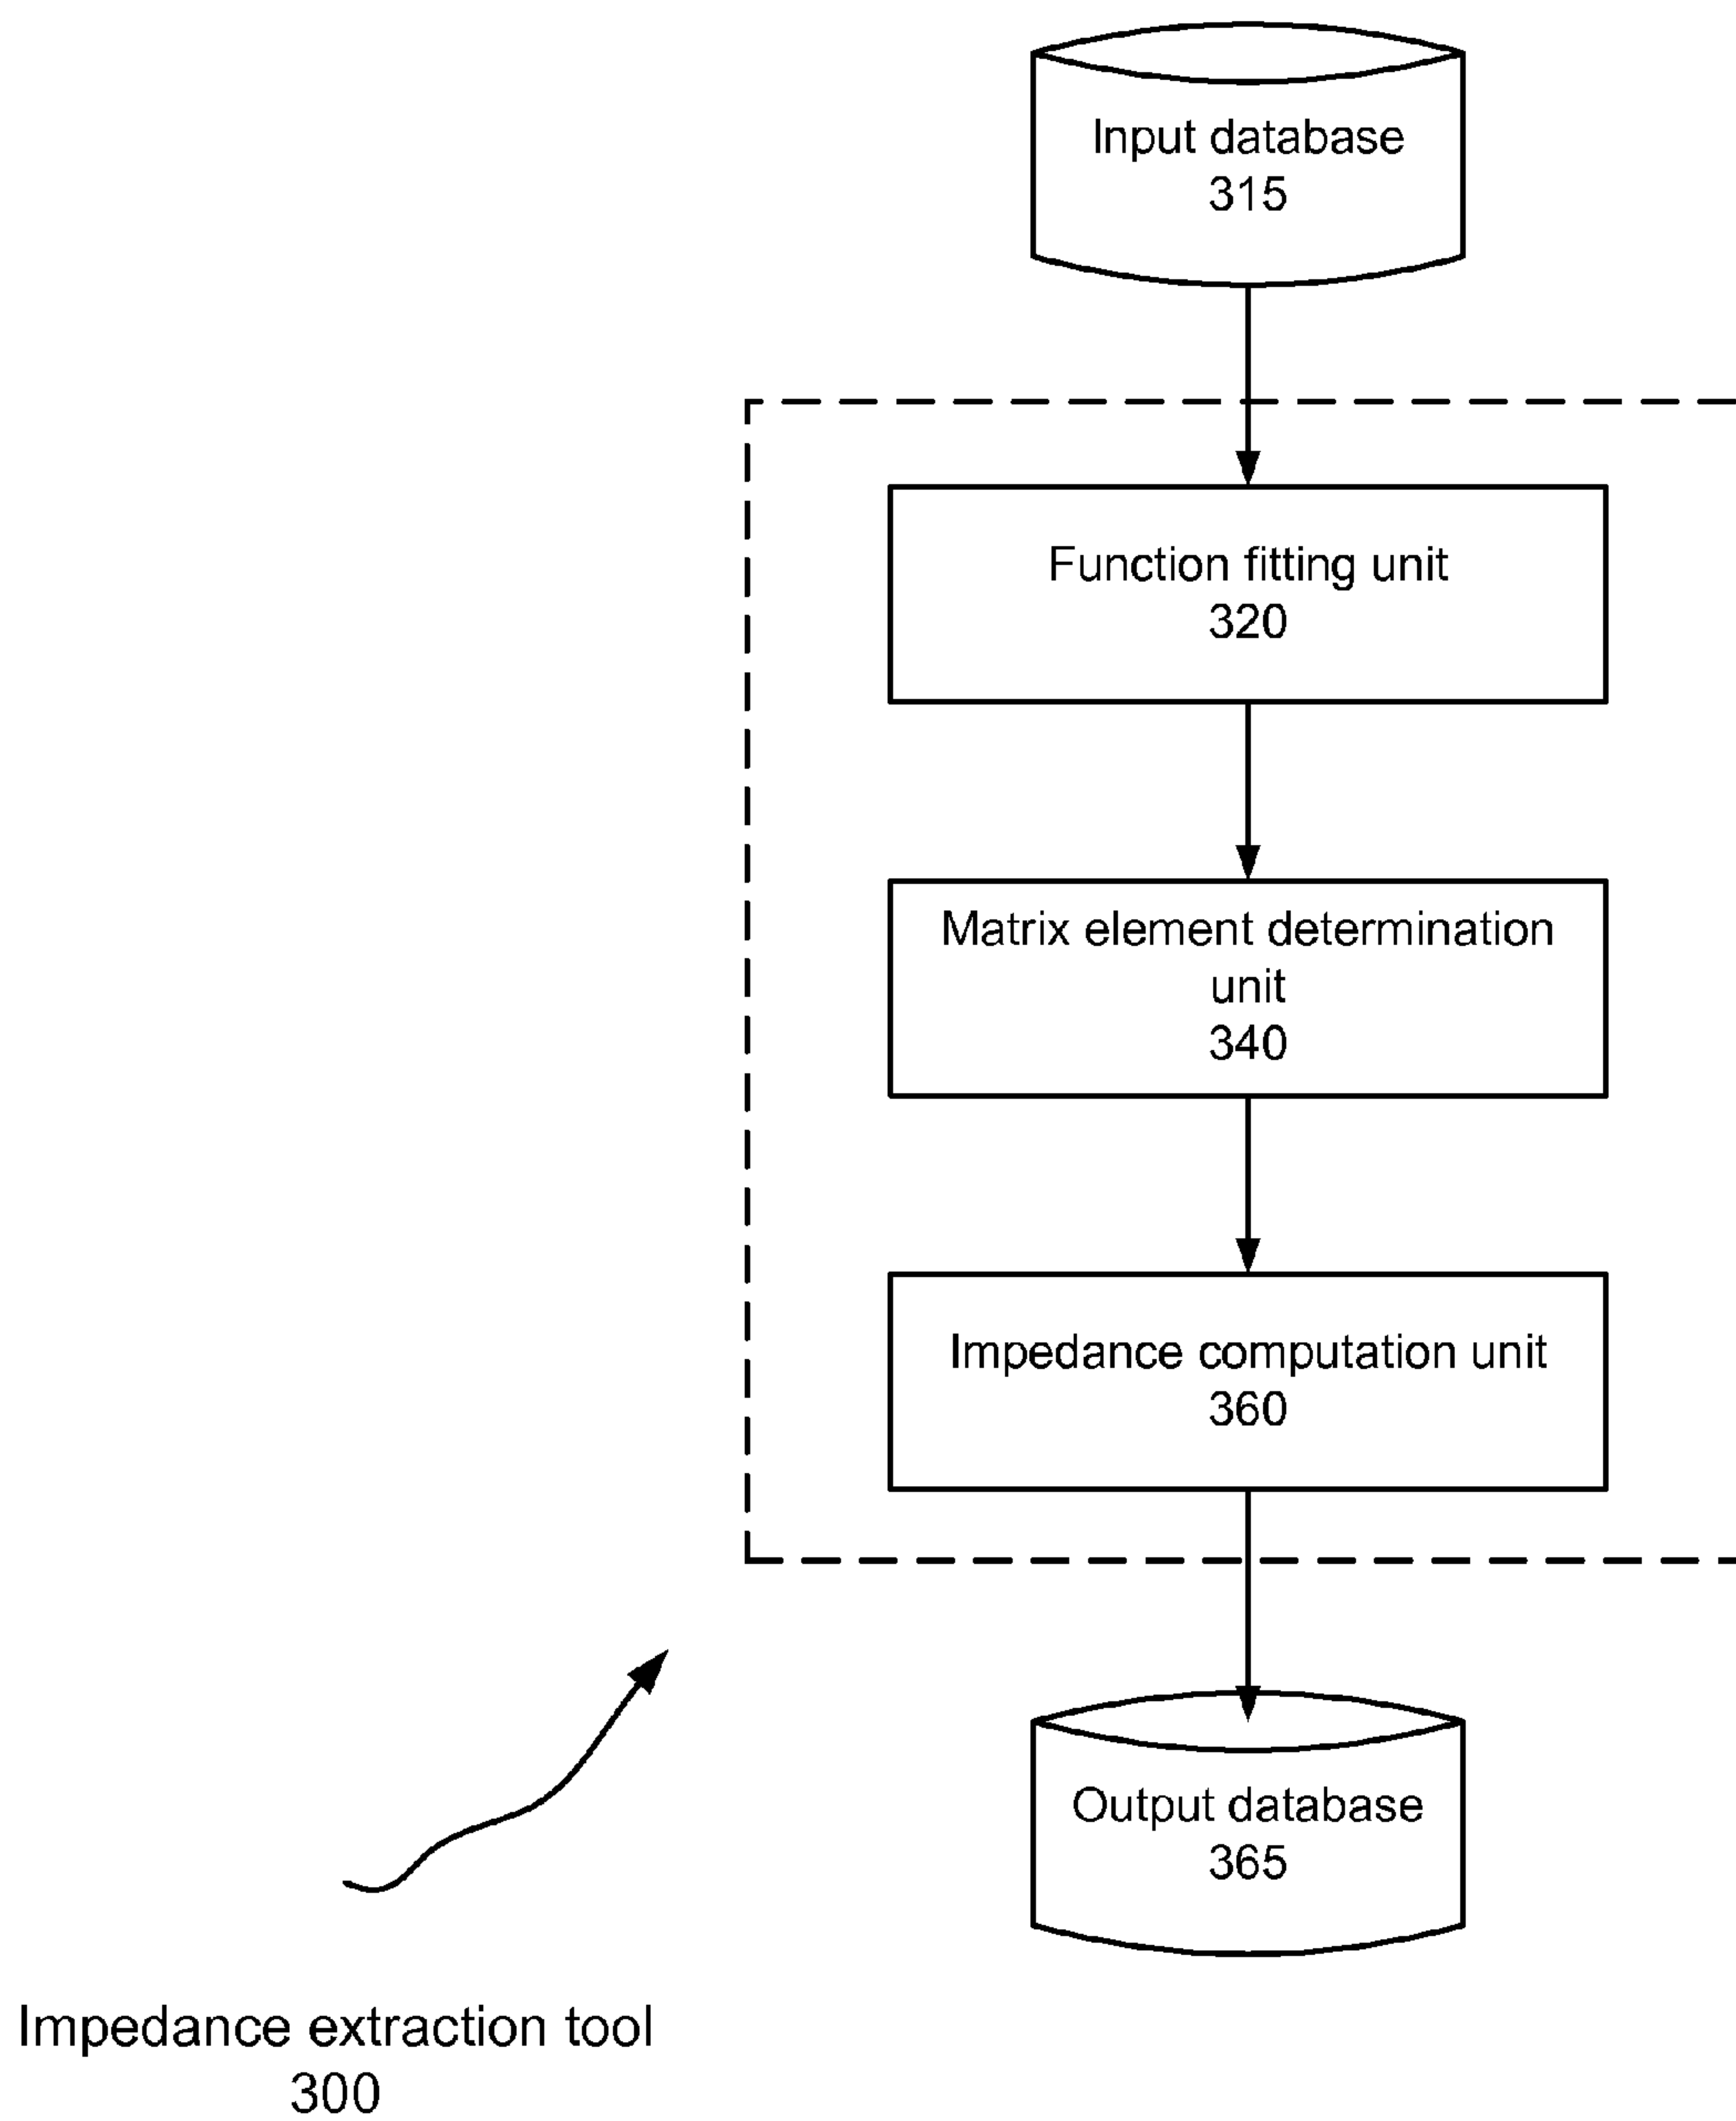 Input database
315
Function fitting unit
320
Matrix element determination
unit
340
Impedance computation unit
360
Output database
365
Impedance extraction tool
300